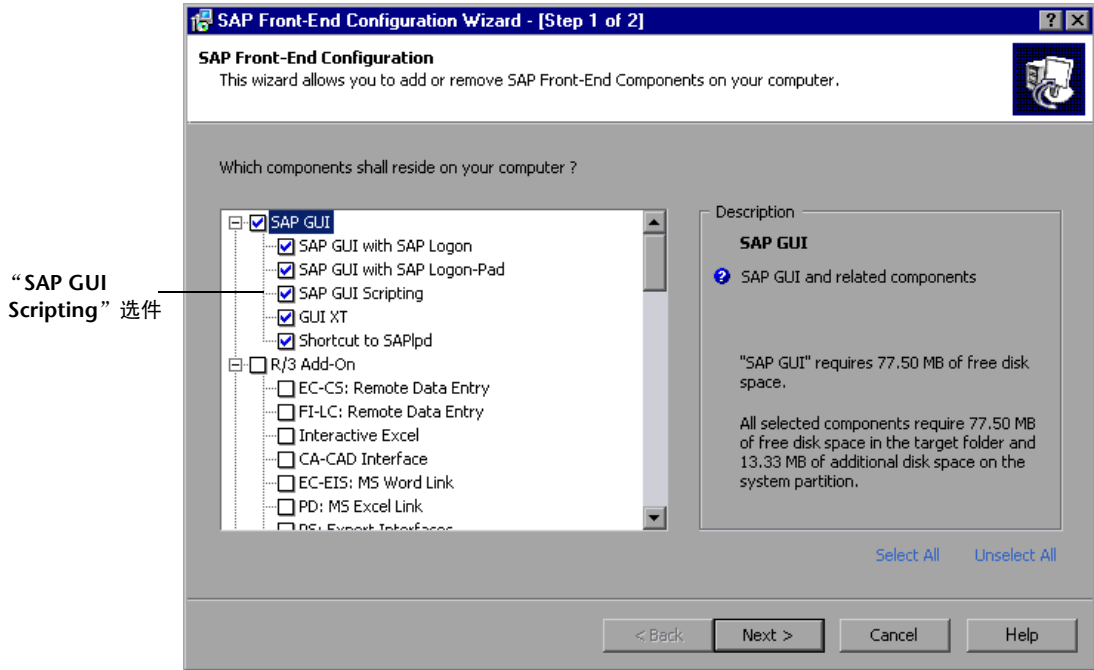 SAP Front-End Configuration Wizard - [Step 1 of 2]
SAP Front-End Configuration
This wizard allows you to add or remove SAP Front-End Components on your computer.
Which components shall reside on your computer ?
SAP GUI
SAP GUI with SAP Logon
SAP GUI with SAP Logon-Pad
SAP GUI Scripting
GUI XT
Shortcut to SAPlpd
R/3 Add-On
EC-CS: Remote Data Entry
FI-LC: Remote Data Entry
Interactive Excel
CA-CAD Interface
EC-EIS: MS Word Link
PD: MS Excel Link
PS: Export Interfaces
“SAP GUI
Scripting”选件
Description
SAP GUI
SAP GUI and related components
"SAP GUI" requires 77.50 MB of free disk
space.
All selected components require 77.50 MB
of free disk space in the target folder and
13.33 MB of additional disk space on the
system partition.
Select All
Unselect All
< Back
Next >
Cancel
Help